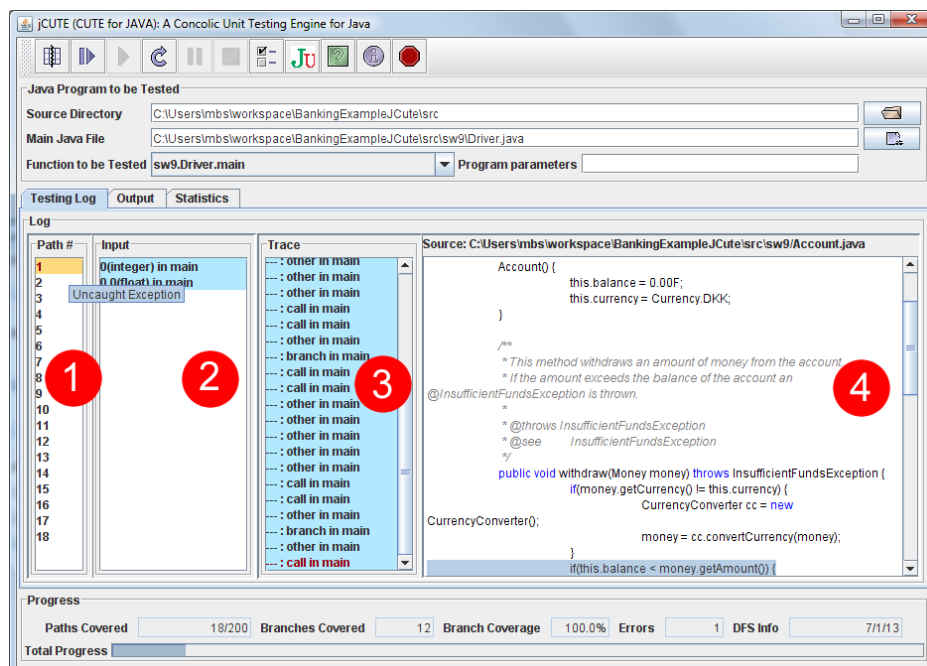 jCUTE (CUTE for JAVA): A Concolic Unit Testing Engine for Java
JU
Java Program to be Tested
Source Directory C:\Users\mbs\workspace\BankingExampleJCute\src
Main Java File C:\Users\mbs\workspace\BankingExampleJCute\src\sw9\Driver.java
Function to be Tested sw9.Driver.main Program parameters
Testing Log Output Statistics
Log
Path #
1
2
3
4
5
6
7
8
9
10
11
12
13
14
15
16
17
18
Uncaught Exception
1
Input
0(integer) in main
0.0(float) in main
2
Trace
--- : other in main
--- : other in main
--- : other in main
--- : call in main
--- : call in main
--- : other in main
--- : branch in main
--- : call in main
--- : call in main
--- : other in main
--- : other in main
--- : other in main
--- : other in main
--- : other in main
--- : call in main
--- : call in main
--- : other in main
--- : branch in main
--- : other in main
--- : call in main
3
Source: C:\Users\mbs\workspace\BankingExampleJCute\src\sw9/Account.java
Account() {
this.balance = 0.00F;
this.currency = Currency.DKK;
}
/**
* This method withdraws an amount of money from the account
* If the amount exceeds the balance of the account an
@InsufficientFundsException is thrown.
*
* @throws InsufficientFundsException
* @see InsufficientFundsException
*/
public void withdraw(Money money) throws InsufficientFundsException {
if(money.getCurrency() != this.currency) {
CurrencyConverter cc = new
CurrencyConverter();
money = cc.convertCurrency(money);
}
if(this.balance < money.getAmount()) {
4
Progress
Paths Covered 18/200 Branches Covered 12 Branch Coverage 100.0% Errors 1 DFS Info 7/1/13
Total Progress